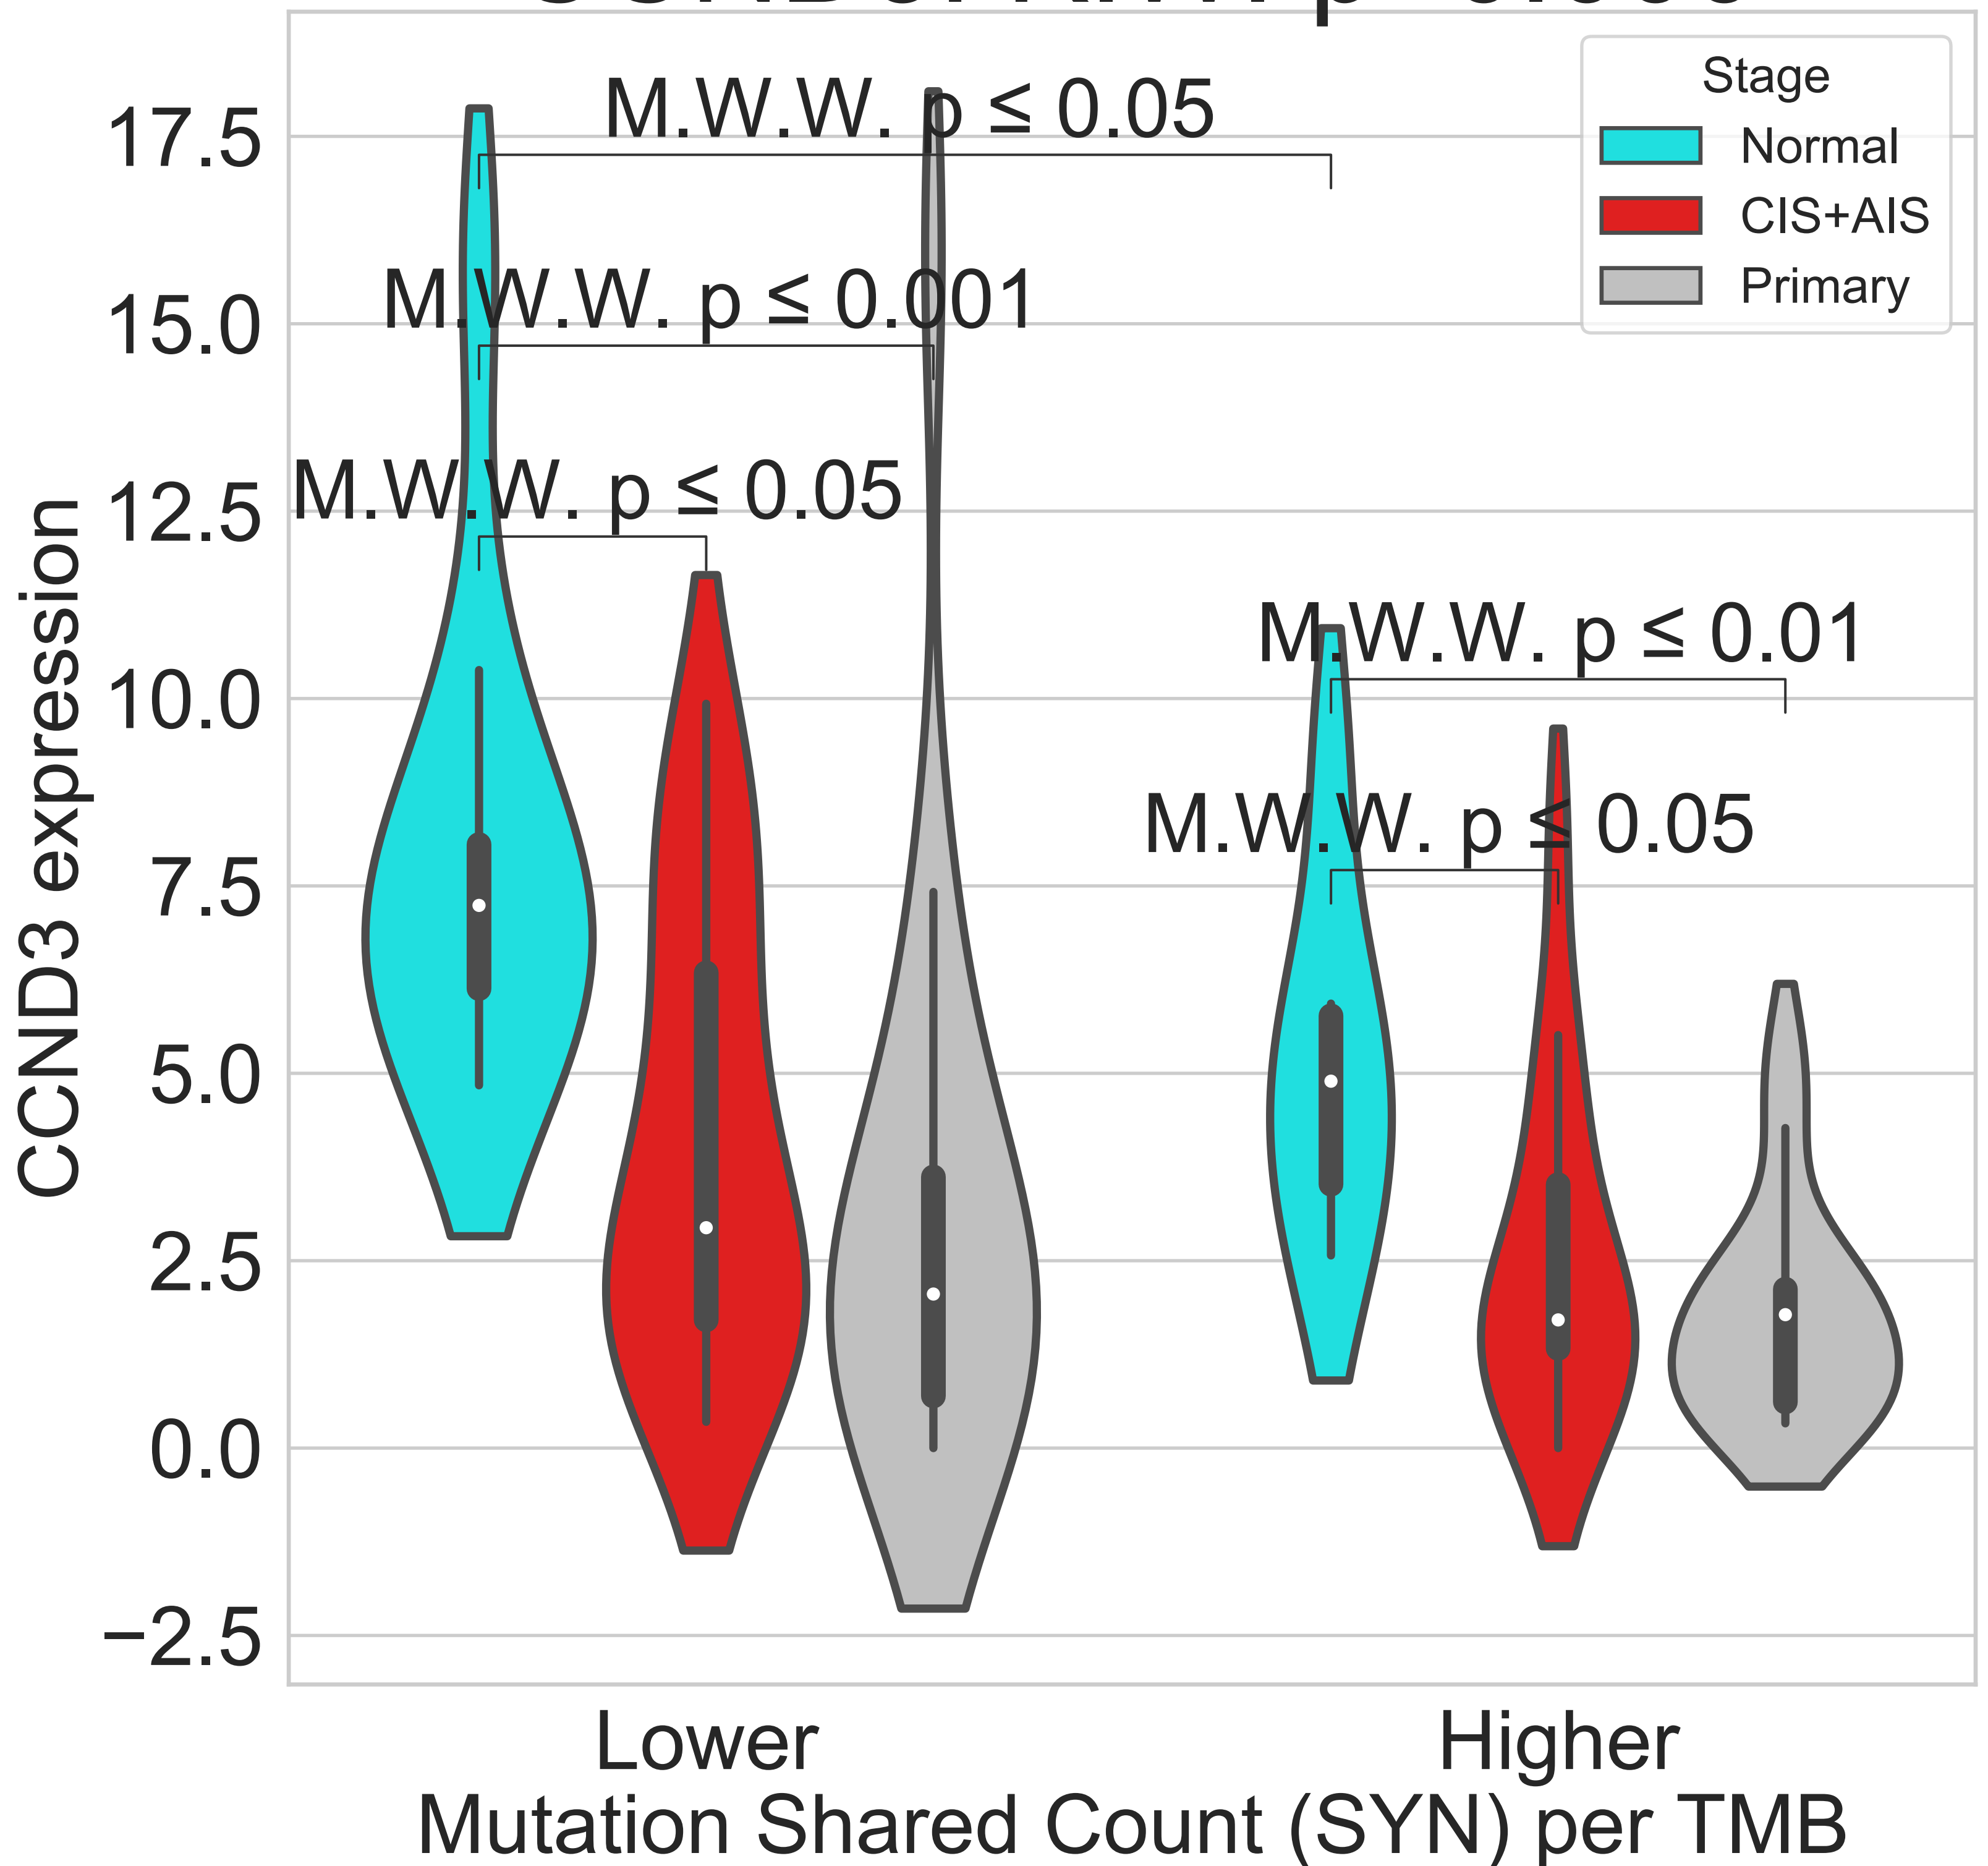 Stage
Normal
CIS+AIS
Primary
M.W.W. p ≤ 0.05
M.W.W. p ≤ 0.001
M.W.W. p ≤ 0.05
M.W.W. p ≤ 0.01
M.W.W. p ≤ 0.05
CCND3 expression
17.5
15.0
12.5
10.0
7.5
5.0
2.5
0.0
−2.5
Lower
Higher
Mutation Shared Count (SYN) per TMB